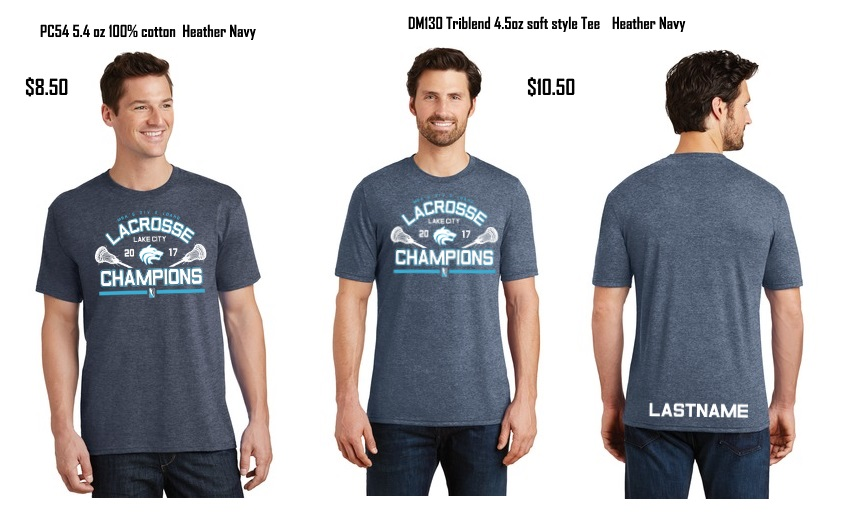 PC54 5.4 oz 100% cotton Heather Navy
$8.50
LACROSSE
LAKE CITY
20 17
CHAMPIONS
DM130 Triblend 4.5oz soft style Tee Heather Navy
$10.50
LACROSSE
LAKE CITY
20 17
CHAMPIONS
LASTNAME